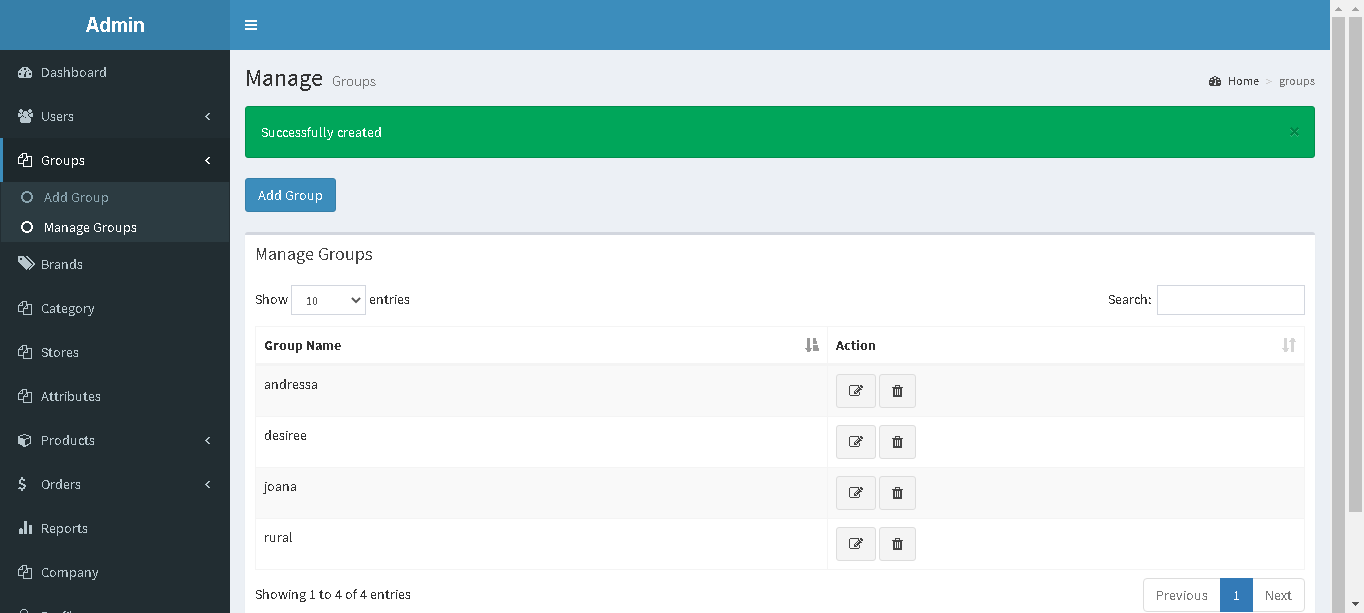 Admin
Dashboard
Users
Groups
Add Group
Manage Groups
Brands
Category
Stores
Attributes
Products
Orders
Reports
Company
Manage Groups
Home > groups
Successfully created ×
Add Group
Manage Groups
Show 10 entries
Search:
Group Name Action
andressa
desiree
joana
rural
Showing 1 to 4 of 4 entries
Previous 1 Next